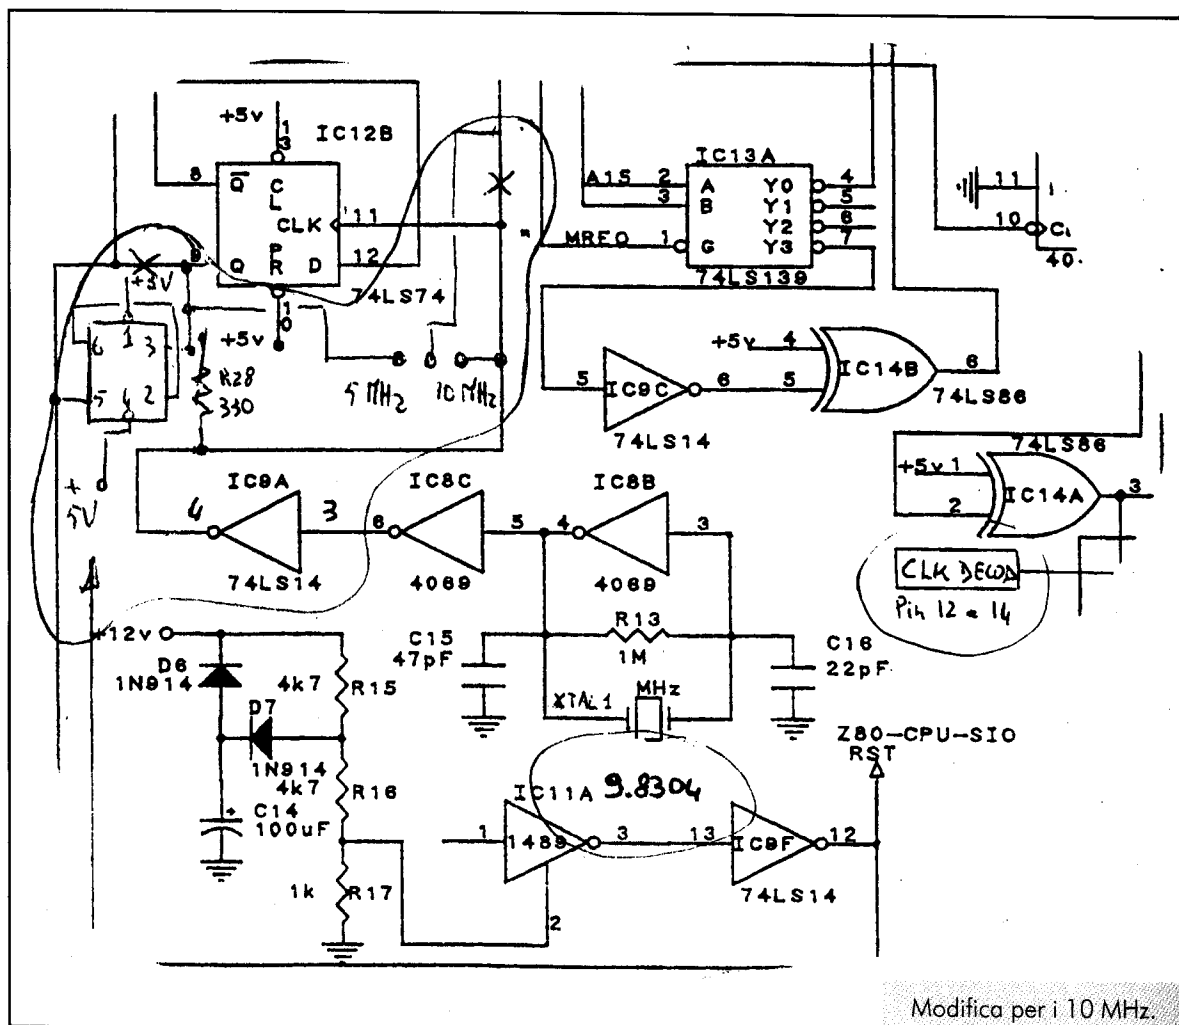 +5v
1
3
IC12B
8
Q
C
L
CLK
11
9
Q
P
R
D
12
74LS74
1
0
+5v
+5V
6
1
3
5
4
2
R28
330
+
5V
5 MHz
10 MHz
IC13A
A15
2
A
Y0
4
3
B
Y1
5
Y2
6
MREQ
1
G
Y3
7
74LS139
11
10
40.
+5v
4
5
IC9C
6
5
IC14B
6
74LS14
74LS86
74LS86
+5v
1
2
IC14A
3
IC9A
IC8C
IC8B
4
3
6
5
4
3
74LS14
4069
4069
CLK DECOD
Pin 12 e 14
+12v
D6
1N914
4k7
R15
D7
1N914
4k7
R16
C14
100uF
+
1k
R17
C15
47pF
R13
1M
C16
22pF
XTAL1
MHz
9.8304
Z80-CPU-SIO
RST
IC11A
1
1489
3
2
13
IC9F
12
74LS14
Modifica per i 10 MHz.